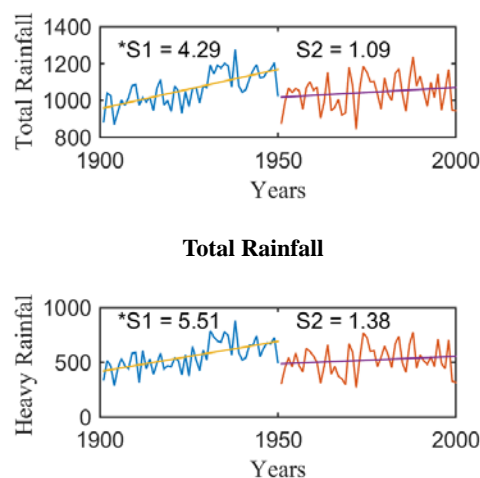 1400
1200
1000
800
Total Rainfall
*S1 = 4.29
S2 = 1.09
1900
1950
2000
Years
Total Rainfall
1000
500
0
Heavy Rainfal
*S1 = 5.51
S2 = 1.38
1900
1950
2000
Years